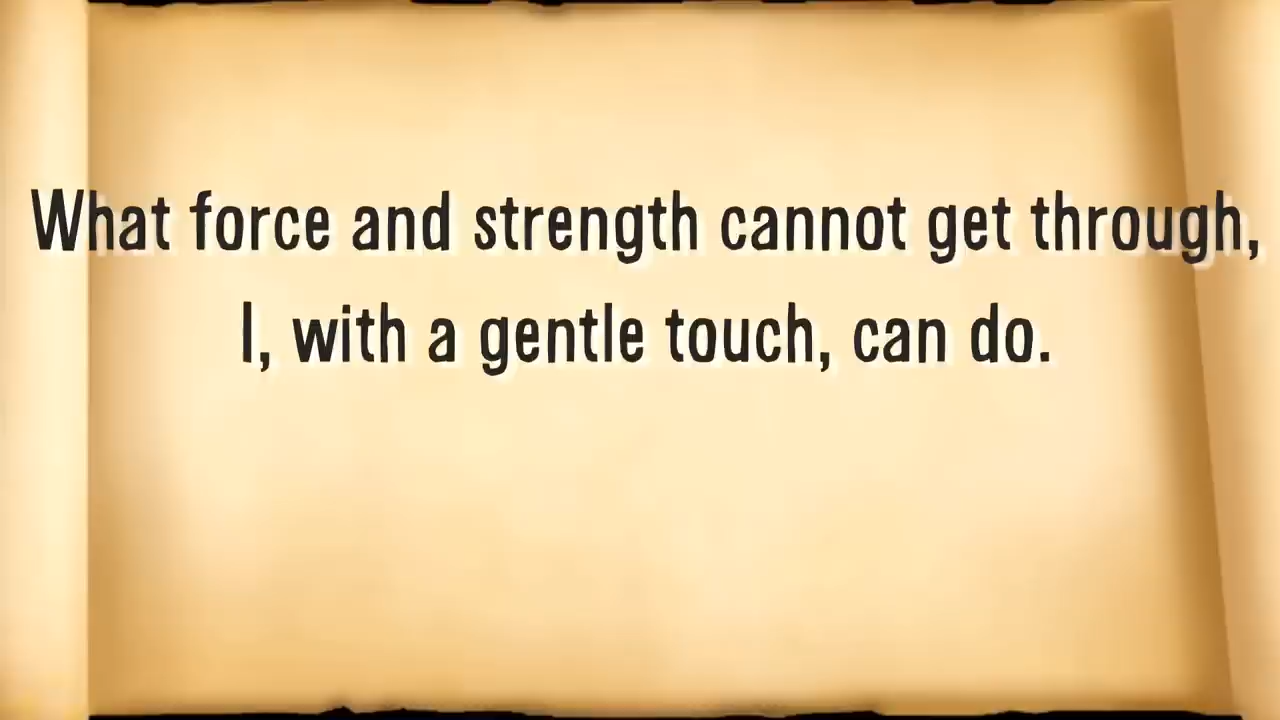 What force and strength cannot get through,
I, with a gentle touch, can do.